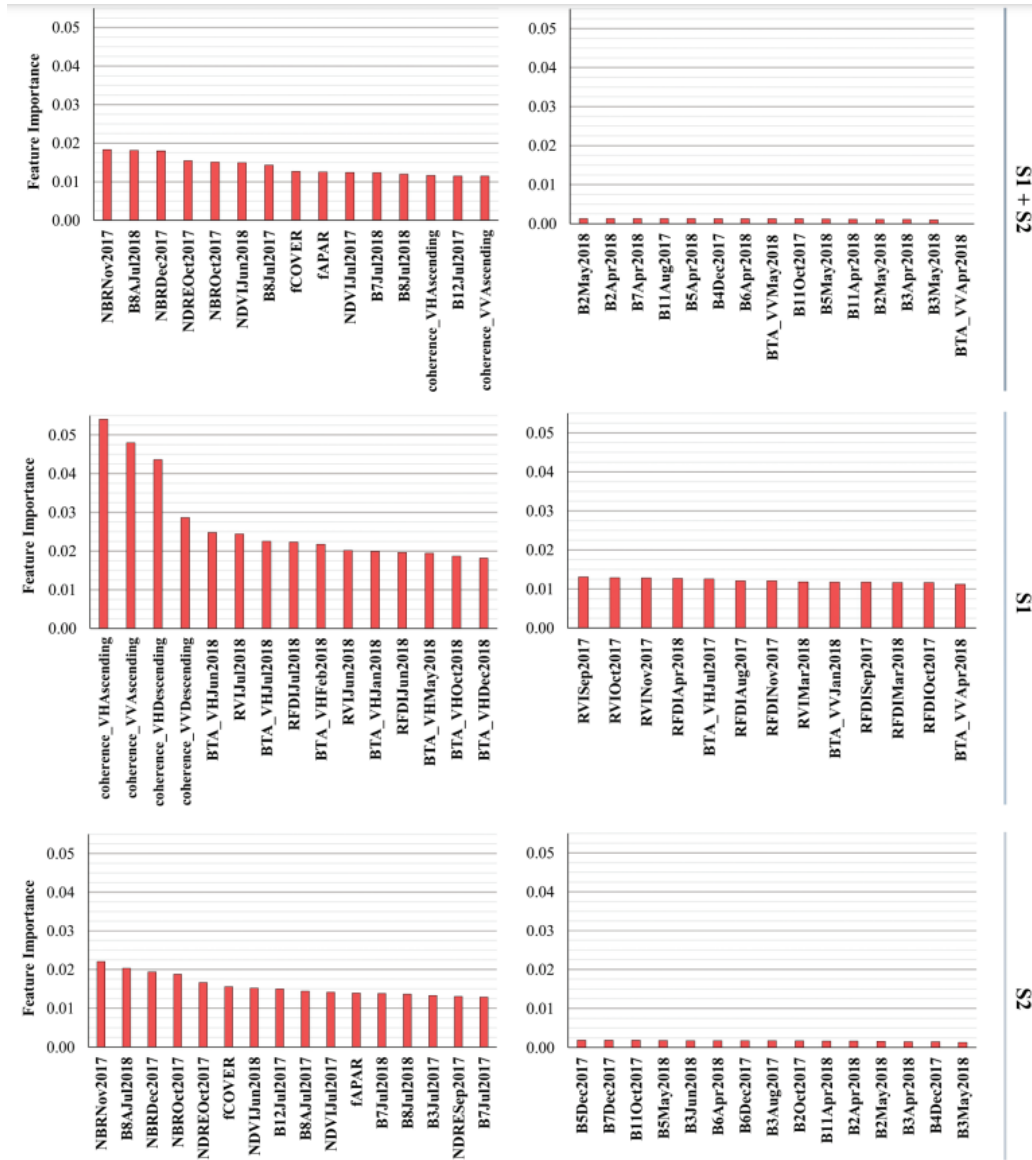 Feature Importance
0.05
0.04
0.03
0.02
0.01
0.00
NBRNov2017
B8AJul2018
NBRDec2017
NDREOct2017
NBROct2017
NDVIJun2018
B8Jul2017
fCOVER
fAPAR
NDVIJul2017
B7Jul2018
B8Jul2018
coherence_VHAscending
B12Jul2017
coherence_VVAscending
0.05
0.04
0.03
0.02
0.01
0.00
B2May2018
B2Apr2018
B7Apr2018
B11Aug2017
B5Apr2018
B4Dec2017
B6Apr2018
BTA_VVMay2018
B11Oct2017
B5May2018
B11Apr2018
B2May2018
B3Apr2018
B3May2018
BTA_VVApr2018
S1 + S2
Feature Importance
0.05
0.04
0.03
0.02
0.01
0.00
coherence_VHAscending
coherence_VVAscending
coherence_VHDescending
coherence_VVDescending
BTA_VHJun2018
RVIJul2018
BTA_VHJul2018
RFDIJul2018
BTA_VHFeb2018
RVIJun2018
BTA_VHJan2018
RFDIJun2018
BTA_VHMay2018
BTA_VHOct2018
BTA_VHDec2018
0.05
0.04
0.03
0.02
0.01
0.00
RVISep2017
RVIOct2017
RVINov2017
RFDIApr2018
BTA_VHJul2017
RFDIAug2017
RFDINov2017
RVIMar2018
BTA_VVJan2018
RFDISep2017
RFDIMar2018
RFDIOct2017
BTA_VVApr2018
S1
Feature Importance
0.05
0.04
0.03
0.02
0.01
0.00
NBRNov2017
B8AJul2018
NBRDec2017
NBROct2017
NDREOct2017
fCOVER
NDVIJun2018
B12Jul2017
B8AJul2017
NDVIJul2017
fAPAR
B7Jul2018
B8Jul2018
B3Jul2017
NDRESep2017
B7Jul2017
0.05
0.04
0.03
0.02
0.01
0.00
B5Dec2017
B7Dec2017
B11Oct2017
B5May2018
B3Jun2018
B6Apr2018
B6Dec2017
B3Aug2017
B2Oct2017
B11Apr2018
B2Apr2018
B2May2018
B3Apr2018
B4Dec2017
B3May2018
S2